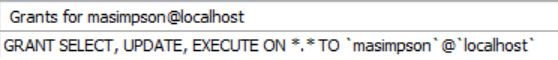 Grants for masimpson@localhost
GRANT SELECT, UPDATE, EXECUTE ON *.* TO `masimpson`@`localhost`